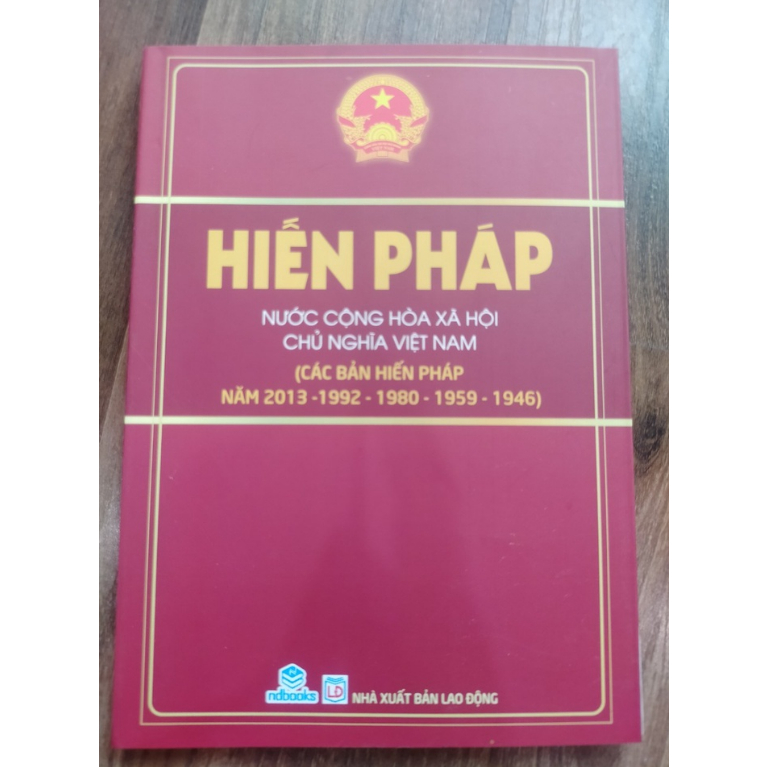 HIẾN PHÁP
NƯỚC CỘNG HÒA XÃ HỘI
CHỦ NGHĨA VIỆT NAM
(CÁC BẢN HIẾN PHÁP
NĂM 2013 -1992 - 1980 - 1959 - 1946)
ndbooks LĐ NHÀ XUẤT BẢN LAO ĐỘNG